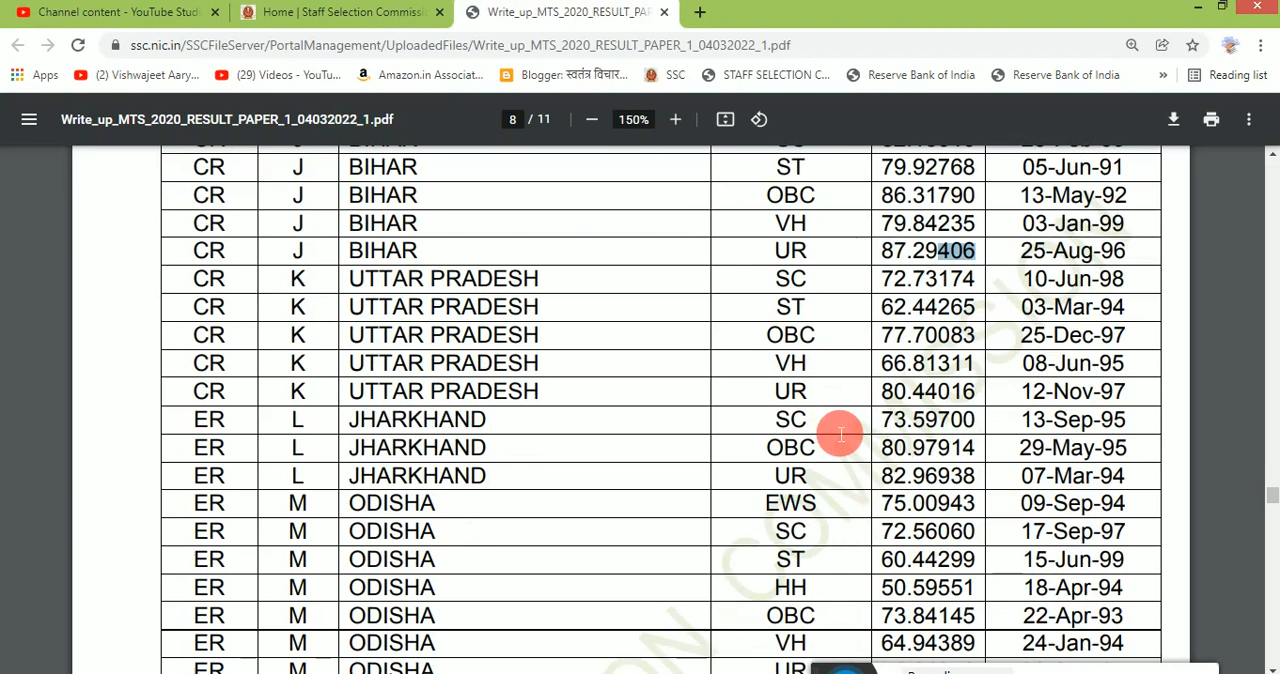 Channel content - YouTube Stud
Home | Staff Selection Commissi
Write_up_MTS_2020_RESULT_PAP
ssc.nic.in/SSCFileServer/PortalManagement/UploadedFiles/Write_up_MTS_2020_RESULT_PAPER_1_04032022_1.pdf
Apps (2) Vishwajeet Aary... (29) Videos - YouTu... Amazon.in Associat... Blogger: स्वतंत्र विचार... SSC STAFF SELECTION C... Reserve Bank of India Reserve Bank of India » Reading list
Write_up_MTS_2020_RESULT_PAPER_1_04032022_1.pdf 8 / 11 150%
CR J BIHAR
CR J BIHAR ST 79.92768 05-Jun-91
CR J BIHAR OBC 86.31790 13-May-92
CR J BIHAR VH 79.84235 03-Jan-99
CR J BIHAR UR 87.29406 25-Aug-96
CR K UTTAR PRADESH SC 72.73174 10-Jun-98
CR K UTTAR PRADESH ST 62.44265 03-Mar-94
CR K UTTAR PRADESH OBC 77.70083 25-Dec-97
CR K UTTAR PRADESH VH 66.81311 08-Jun-95
CR K UTTAR PRADESH UR 80.44016 12-Nov-97
ER L JHARKHAND SC 73.59700 13-Sep-95
ER L JHARKHAND OBC 80.97914 29-May-95
ER L JHARKHAND UR 82.96938 07-Mar-94
ER M ODISHA EWS 75.00943 09-Sep-94
ER M ODISHA SC 72.56060 17-Sep-97
ER M ODISHA ST 60.44299 15-Jun-99
ER M ODISHA HH 50.59551 18-Apr-94
ER M ODISHA OBC 73.84145 22-Apr-93
ER M ODISHA VH 64.94389 24-Jan-94
ER M ODISHA UR